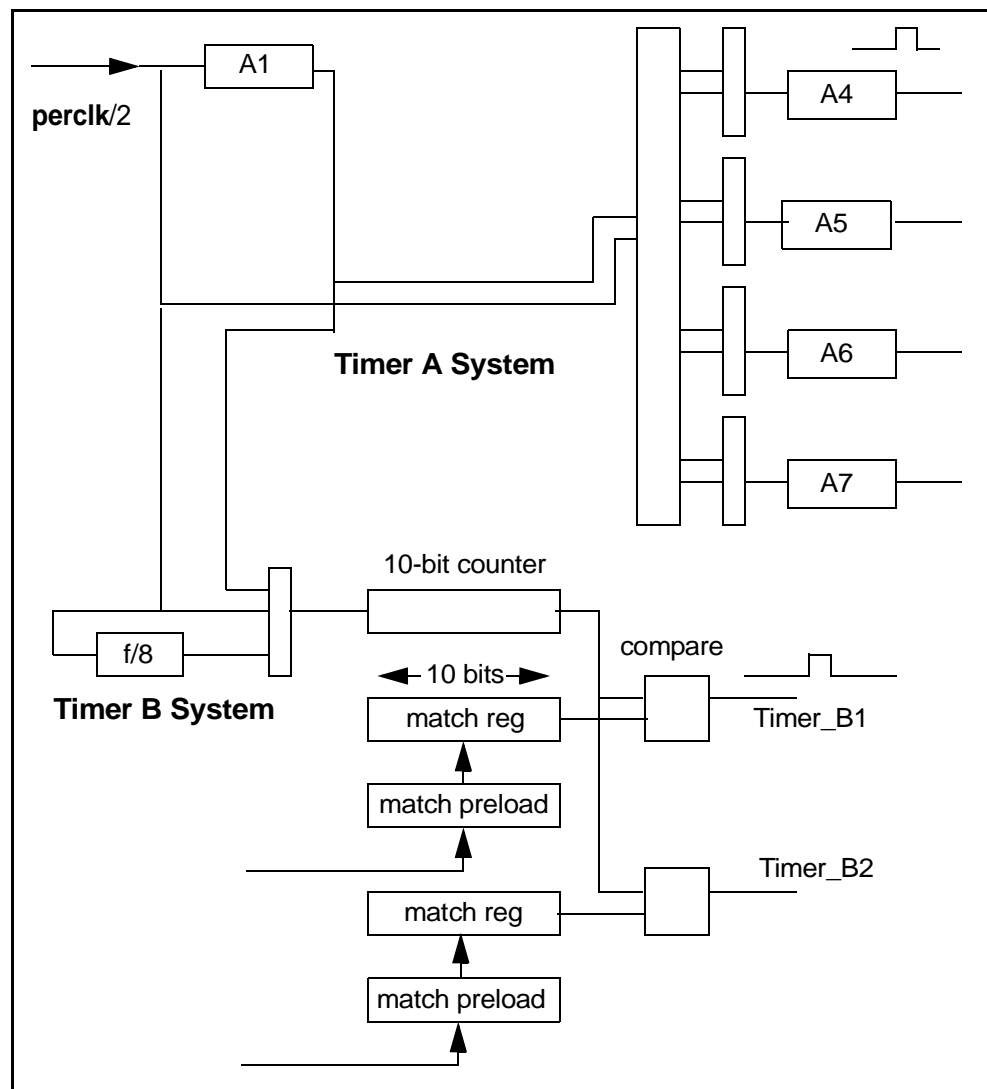 A1
perclk/2
A4
A5
Timer A System
A6
A7
10-bit counter
f/8
compare
Timer B System
10 bits
match reg
Timer_B1
match preload
Timer_B2
match reg
match preload